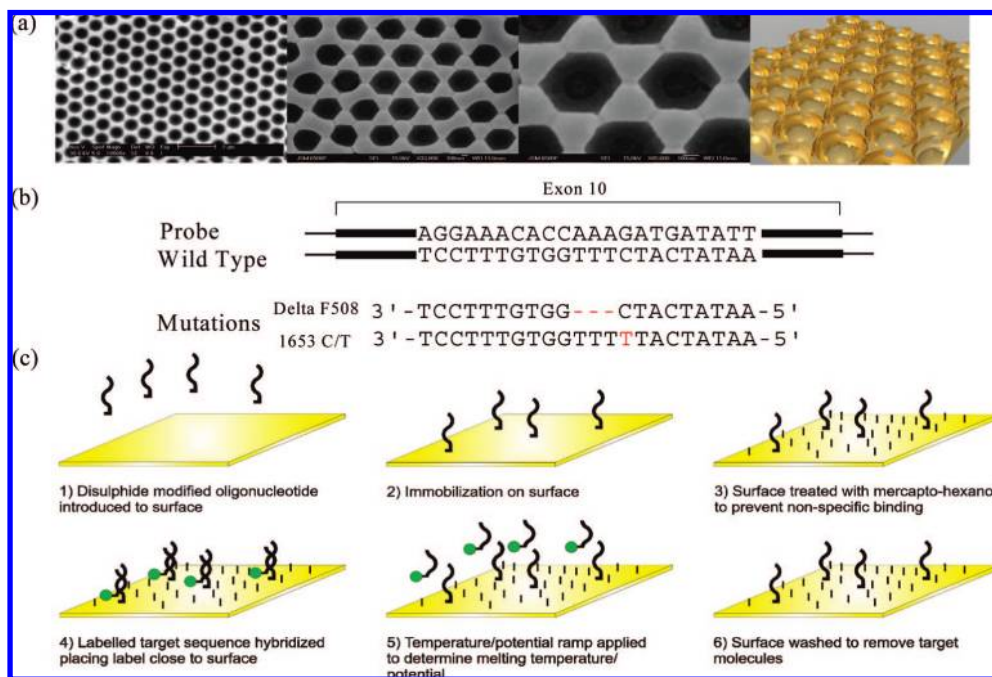 (a)
(b)
Exon 10
Probe
AGGAAACACCAAAGATGATATT
Wild Type
TCCTTTGTGGTTTCTACTATAA
Mutations
Delta F508 3'-TCCTTTGTGG---CTACTATAA-5'
1653 C/T 3'-TCCTTTGTGGTTTTTACTATAA-5'
(c)
1) Disulphide modified oligonucleotide
introduced to surface
2) Immobilization on surface
3) Surface treated with mercapto-hexano
to prevent non-specific binding
4) Labelled target sequence hybridized
placing label close to surface
5) Temperature/potential ramp applied
to determine melting temperature/
potential
6) Surface washed to remove target
molecules